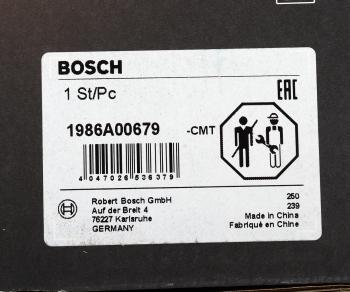 BOSCH
1 St/Pc
EAC
1986A00679 -CMT
4 047026 536379
Robert Bosch GmbH
Auf der Breit 4
76227 Karlsruhe
GERMANY
250
239
Made in China
Fabriqué en Chine